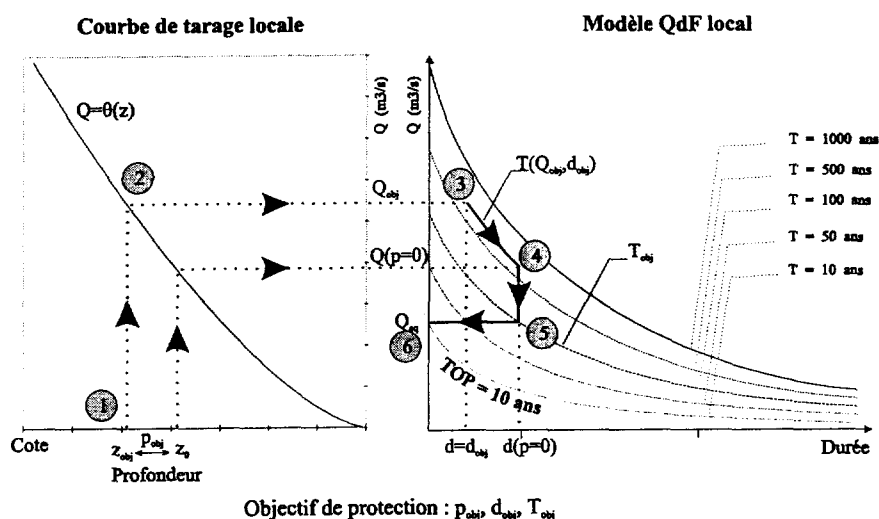 Courbe de tarage locale
Modèle QdF local
Q=θ(z)
Q (m3/s)
Q (m3/s)
T = 1000 ans
T = 500 ans
T = 100 ans
T = 50 ans
T = 10 ans
2
3
T(Qobj,dobj)
Qobj
Q(p=0)
4
Tobj
Qeq
5
6
TOP = 10 ans
1
Cote
zobj
pobj
z0
Profondeur
d=dobj
d(p=0)
Durée
Objectif de protection : pobj, dobj, Tobj